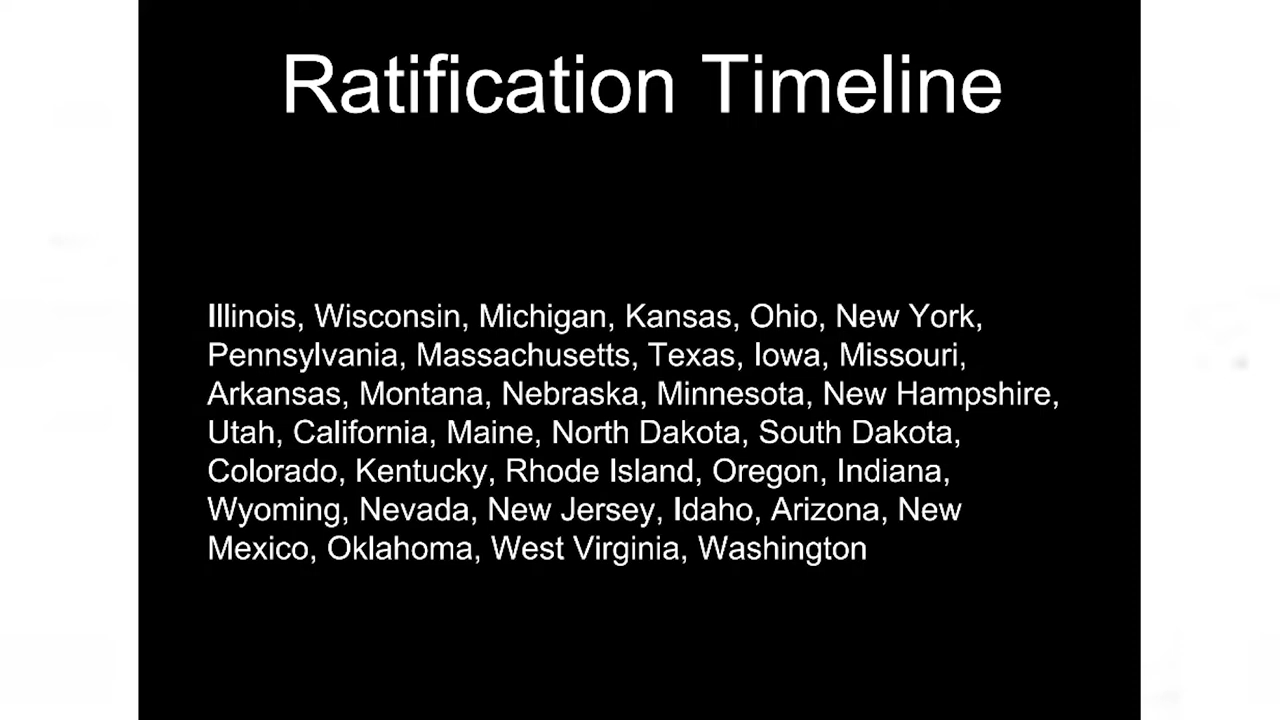 Ratification Timeline
Illinois, Wisconsin, Michigan, Kansas, Ohio, New York,
Pennsylvania, Massachusetts, Texas, Iowa, Missouri,
Arkansas, Montana, Nebraska, Minnesota, New Hampshire,
Utah, California, Maine, North Dakota, South Dakota,
Colorado, Kentucky, Rhode Island, Oregon, Indiana,
Wyoming, Nevada, New Jersey, Idaho, Arizona, New
Mexico, Oklahoma, West Virginia, Washington